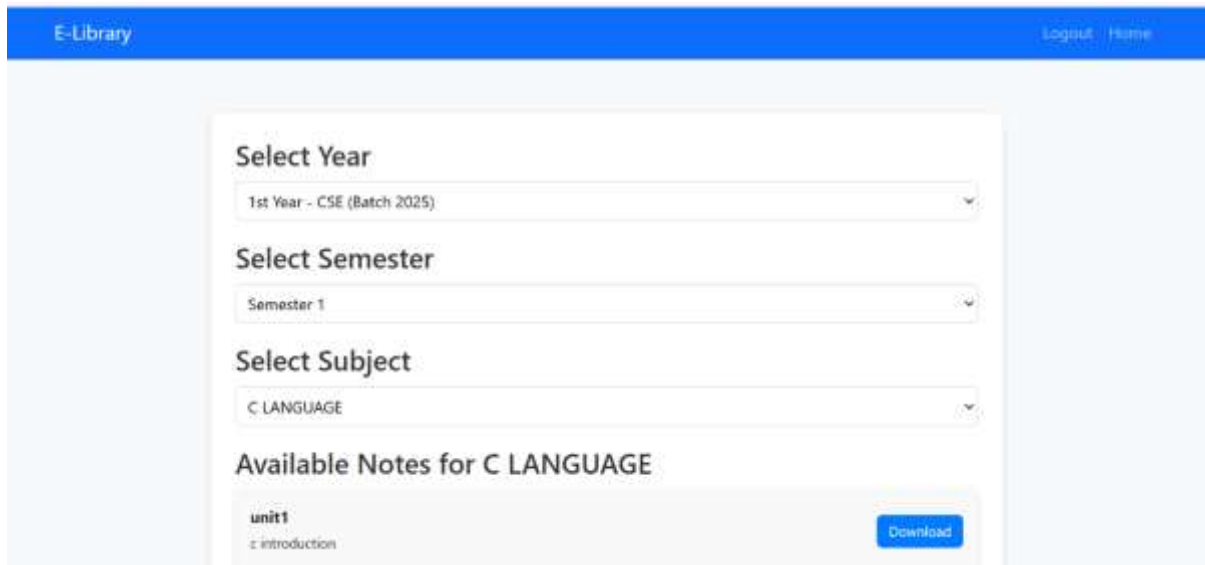 E-Library
Logout Home
Select Year
1st Year - CSE (Batch 2025)
Select Semester
Semester 1
Select Subject
C LANGUAGE
Available Notes for C LANGUAGE
unit1
c introduction
Download